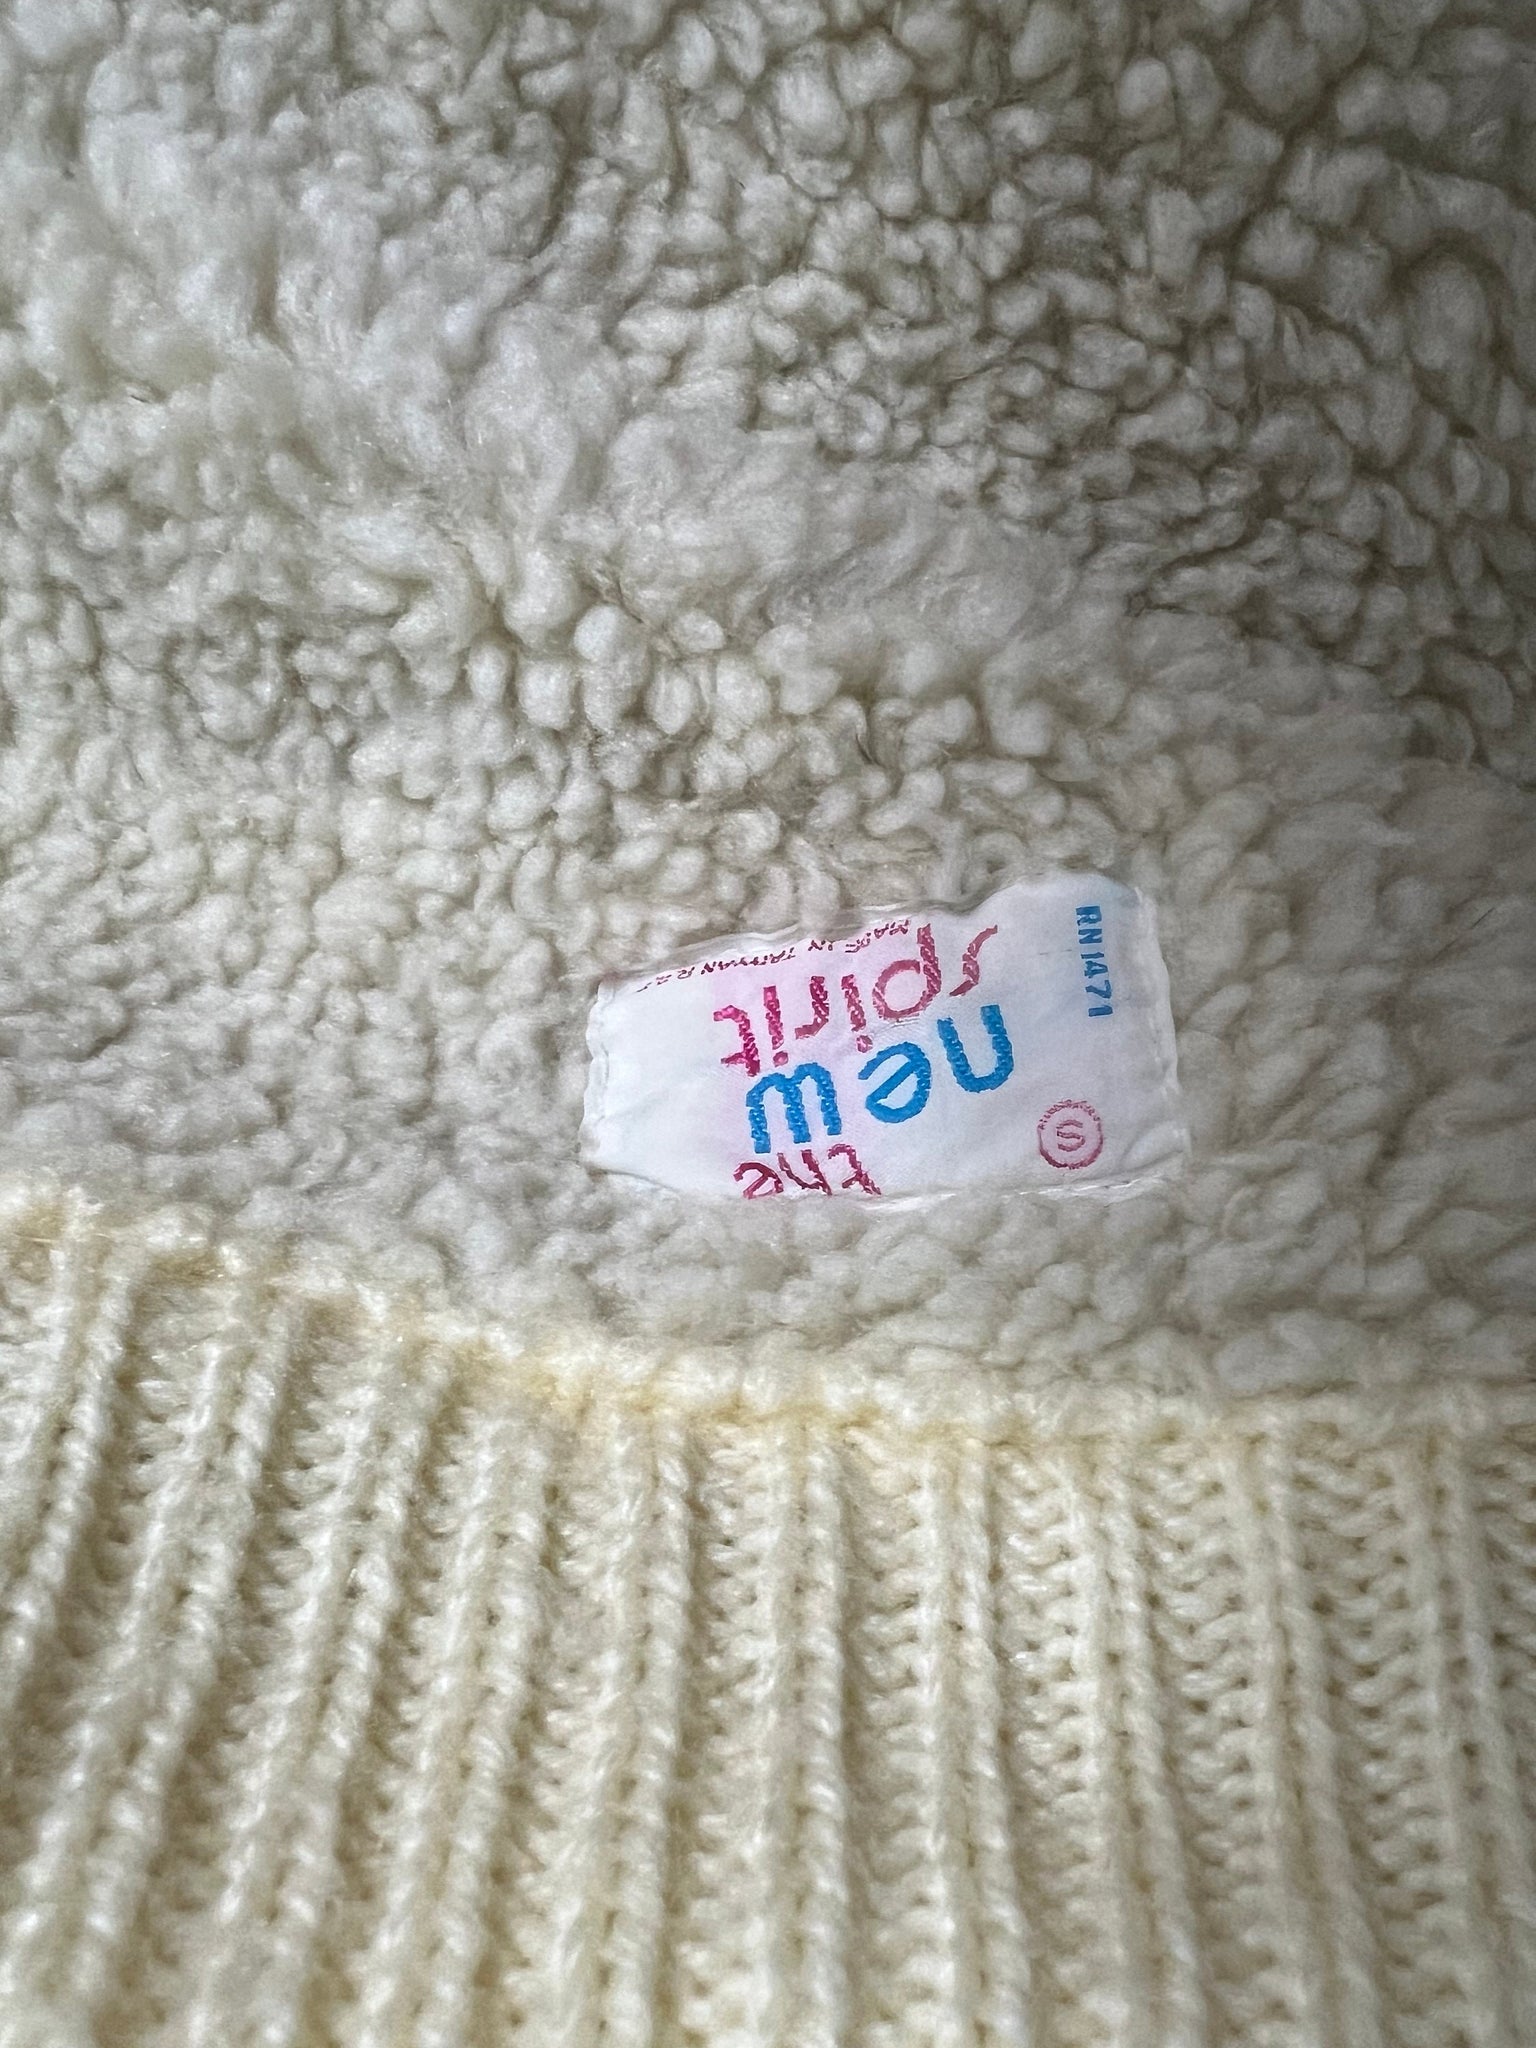 the
new
spirit
MADE IN TAIWAN R.O.C.
S
RN 1471